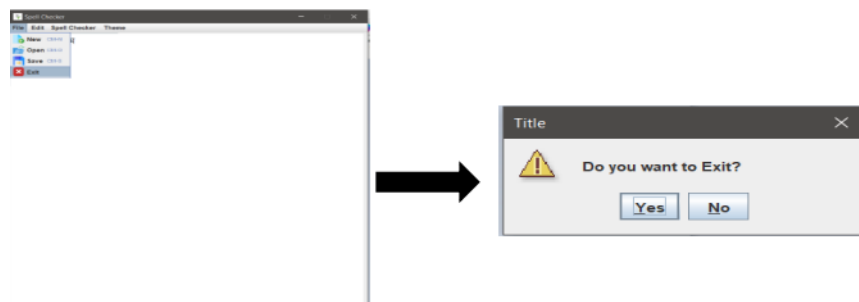 Spell Checker
File Edit Spell Checker Theme
New
Open
Save
Exit
Title
Do you want to Exit?
Yes No